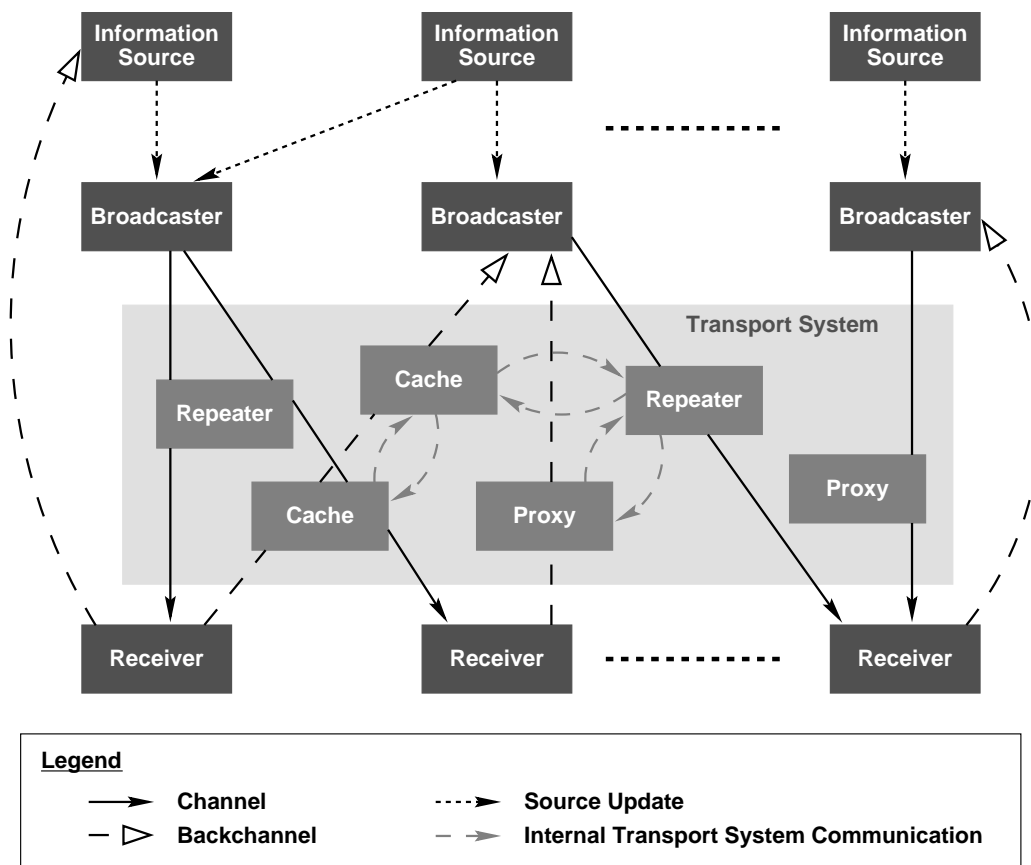 Information
Source
Information
Source
Information
Source
Broadcaster
Broadcaster
Broadcaster
Transport System
Cache
Repeater
Repeater
Proxy
Cache
Proxy
Receiver
Receiver
Receiver
Legend
Channel
Source Update
Backchannel
Internal Transport System Communication